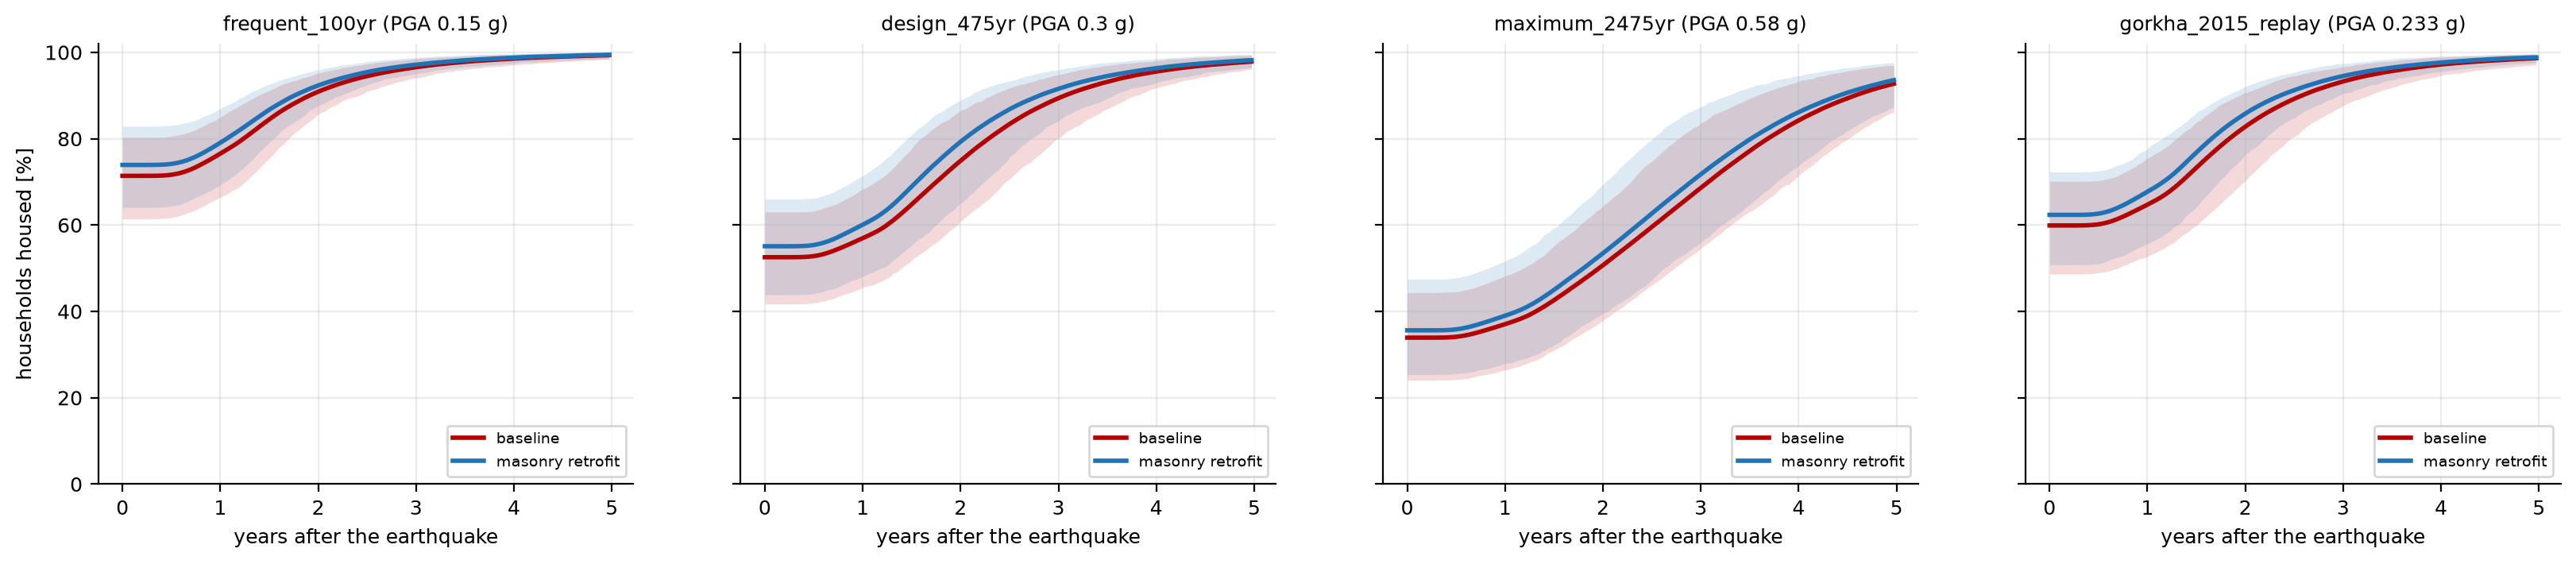 frequent_100yr (PGA 0.15 g)
households housed [%]
100
80
60
40
20
0
0 1 2 3 4 5
years after the earthquake
baseline
masonry retrofit
design_475yr (PGA 0.3 g)
0 1 2 3 4 5
years after the earthquake
baseline
masonry retrofit
maximum_2475yr (PGA 0.58 g)
0 1 2 3 4 5
years after the earthquake
baseline
masonry retrofit
gorkha_2015_replay (PGA 0.233 g)
0 1 2 3 4 5
years after the earthquake
baseline
masonry retrofit